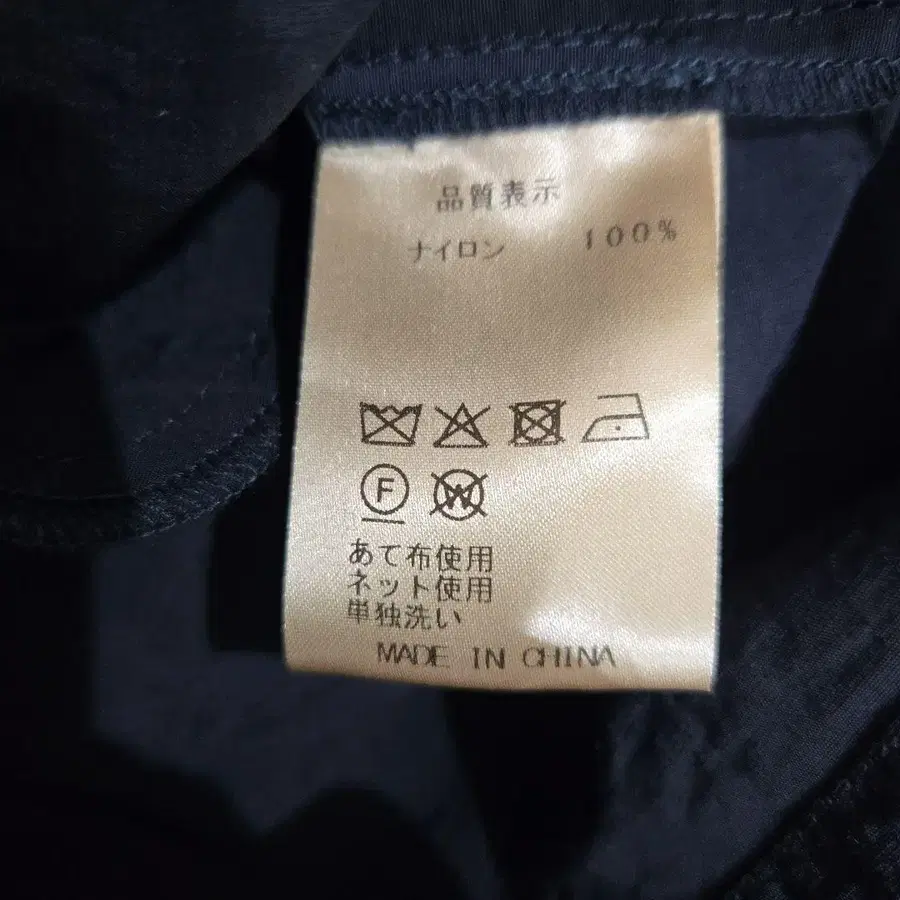 品質表示
ナイロン 100%
F W
あて布使用
ネット使用
単独洗い
MADE IN CHINA